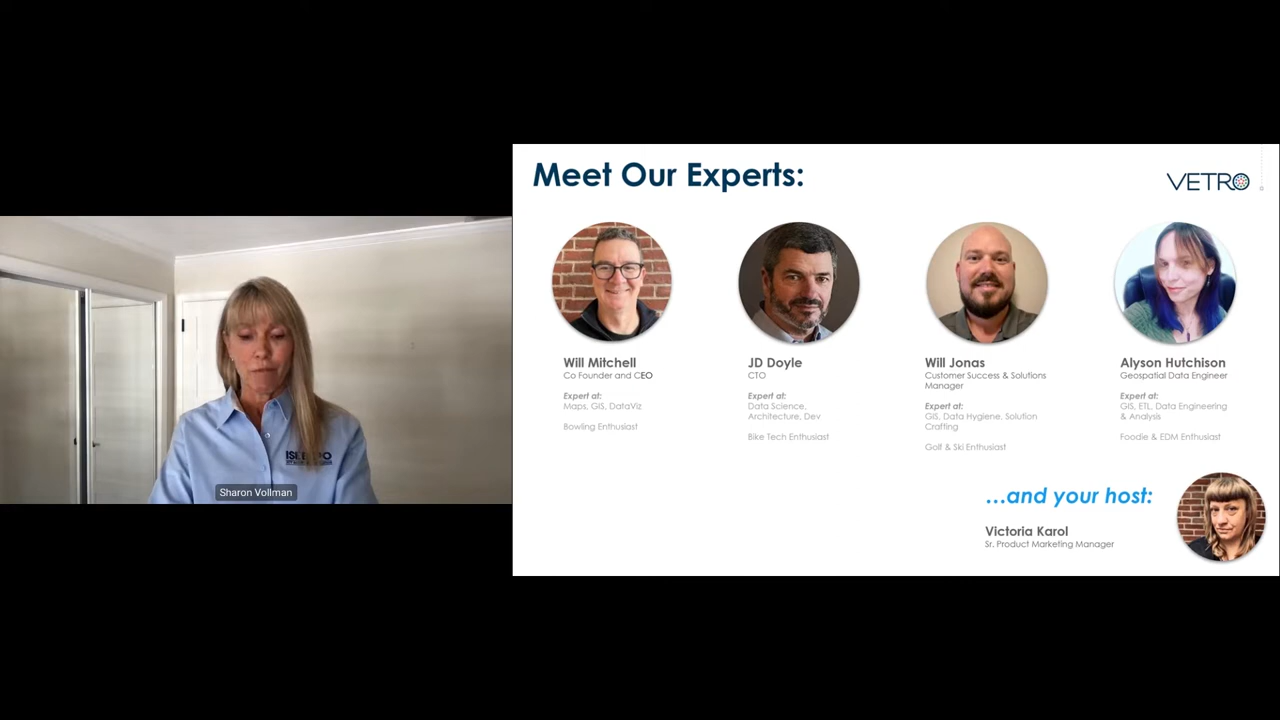 Meet Our Experts:
VETRO
Will Mitchell
Co Founder and CEO
Expert at:
Maps, GIS, DataViz
Bowling Enthusiast
JD Doyle
CTO
Expert at:
Data Science,
Architecture, Dev
Bike Tech Enthusiast
Will Jonas
Customer Success & Solutions
Manager
Expert at:
GIS, Data Hygiene, Solution
Crafting
Golf & Ski Enthusiast
Alyson Hutchison
Geospatial Data Engineer
Expert at:
GIS, ETL, Data Engineering
& Analysis
Foodie & EDM Enthusiast
...and your host:
Victoria Karol
Sr. Product Marketing Manager
Sharon Vollman